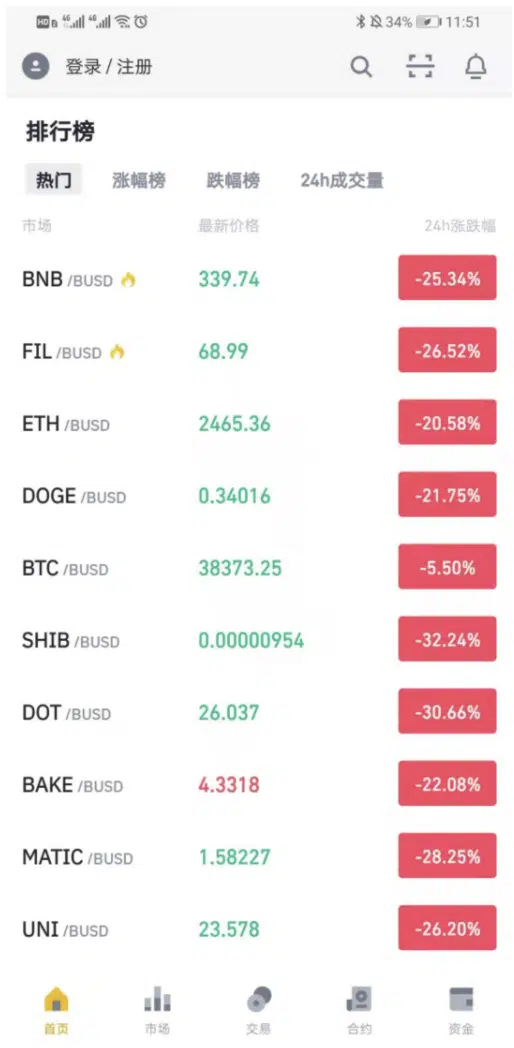 HD 4G 4G 34% 11:51
登录 / 注册
排行榜
热门 涨幅榜 跌幅榜 24h成交量
市场 最新价格 24h涨跌幅
BNB /BUSD 339.74 -25.34%
FIL /BUSD 68.99 -26.52%
ETH /BUSD 2465.36 -20.58%
DOGE /BUSD 0.34016 -21.75%
BTC /BUSD 38373.25 -5.50%
SHIB /BUSD 0.00000954 -32.24%
DOT /BUSD 26.037 -30.66%
BAKE /BUSD 4.3318 -22.08%
MATIC /BUSD 1.58227 -28.25%
UNI /BUSD 23.578 -26.20%
首页 市场 交易 合约 资金